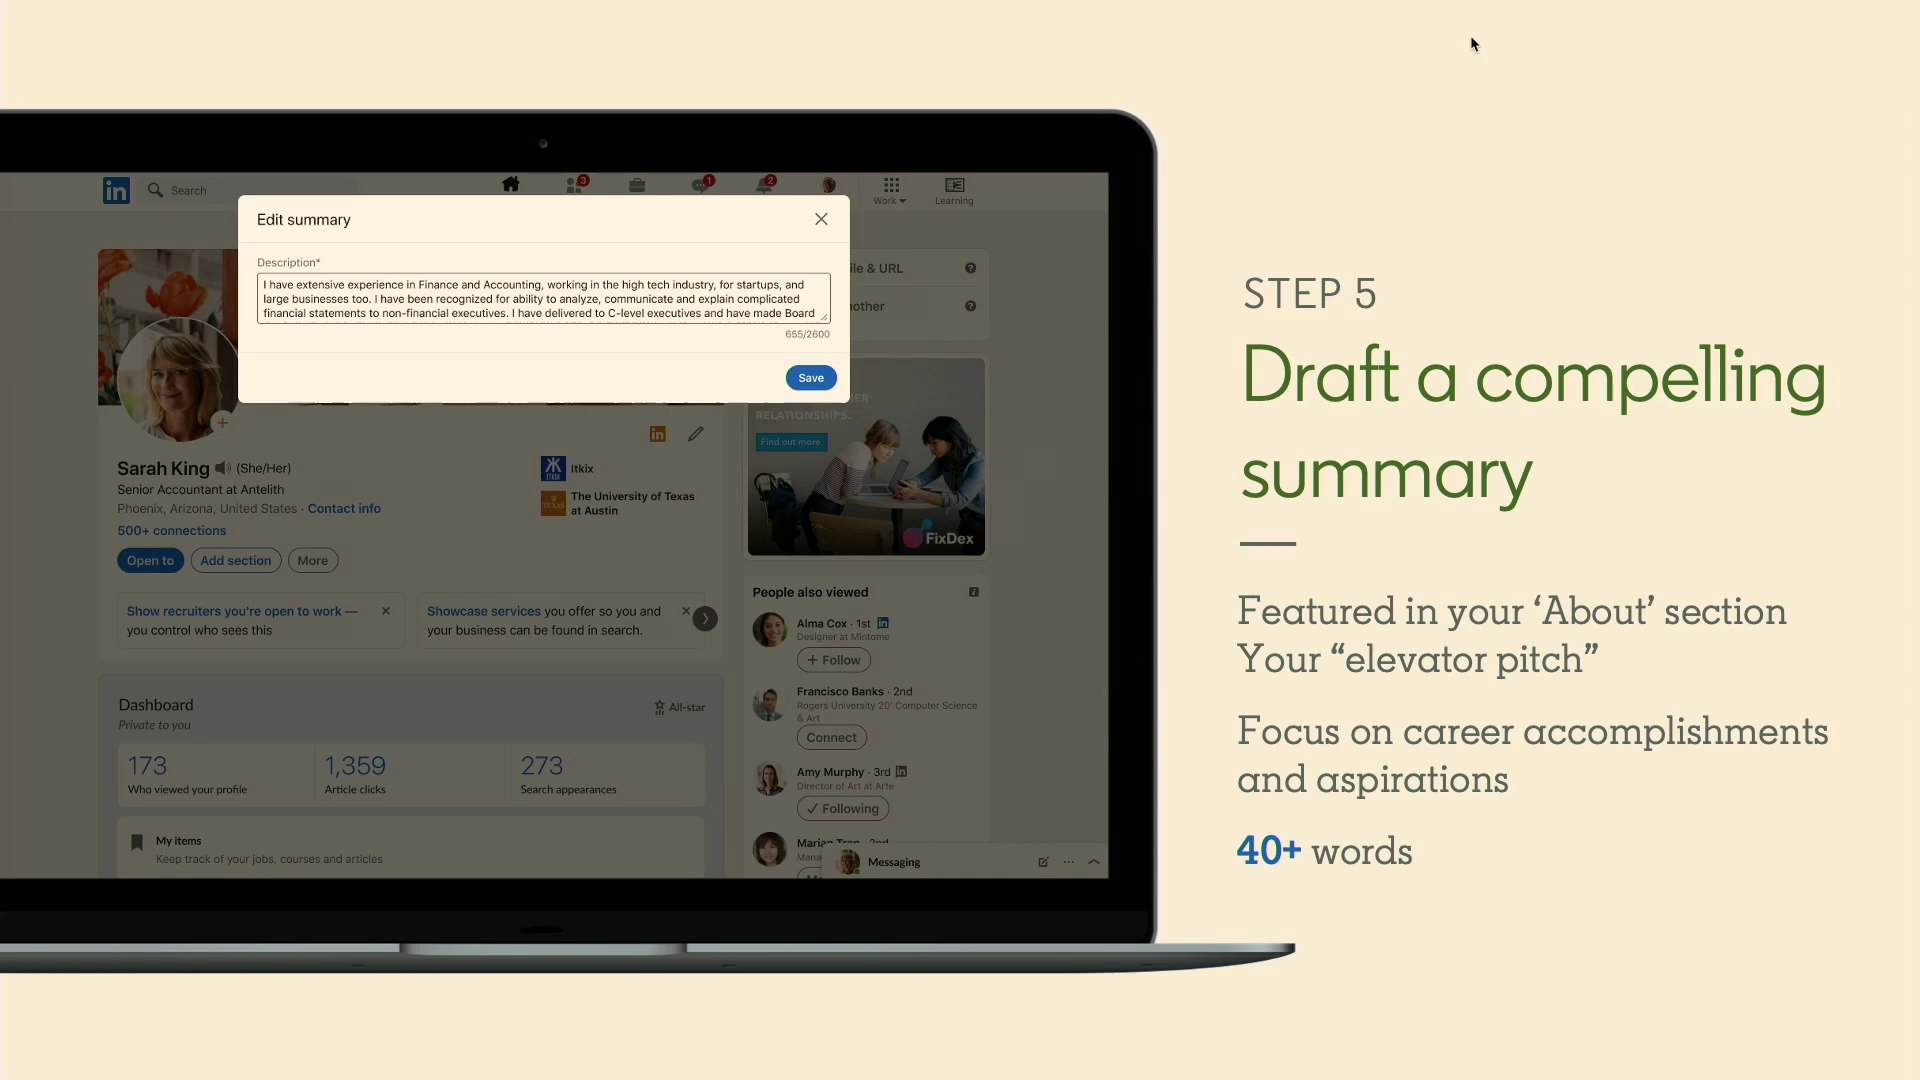 in
Search
3
1
2
Work
Learning
Edit summary
Description*
I have extensive experience in Finance and Accounting, working in the high tech industry, for startups, and
large businesses too. I have been recognized for ability to analyze, communicate and explain complicated
financial statements to non-financial executives. I have delivered to C-level executives and have made Board
655/2600
Save
ile & URL
other
RELATIONSHIPS.
Find out more
FixDex
in
Sarah King (She/Her)
Senior Accountant at Antelith
Phoenix, Arizona, United States · Contact info
500+ connections
Itkix
The University of Texas
at Austin
Open to
Add section
More
Show recruiters you're open to work —
you control who sees this
Showcase services you offer so you and
your business can be found in search.
People also viewed
Alma Cox · 1st in
Designer at Mintome
+ Follow
Francisco Banks · 2nd
Rogers University 20' Computer Science
& Art
Connect
Amy Murphy · 3rd in
Director of Art at Arte
✓ Following
Messaging
Dashboard
Private to you
All-star
173
Who viewed your profile
1,359
Article clicks
273
Search appearances
My items
Keep track of your jobs, courses and articles
STEP 5
Draft a compelling
summary
Featured in your ‘About’ section
Your “elevator pitch”
Focus on career accomplishments
and aspirations
40+ words